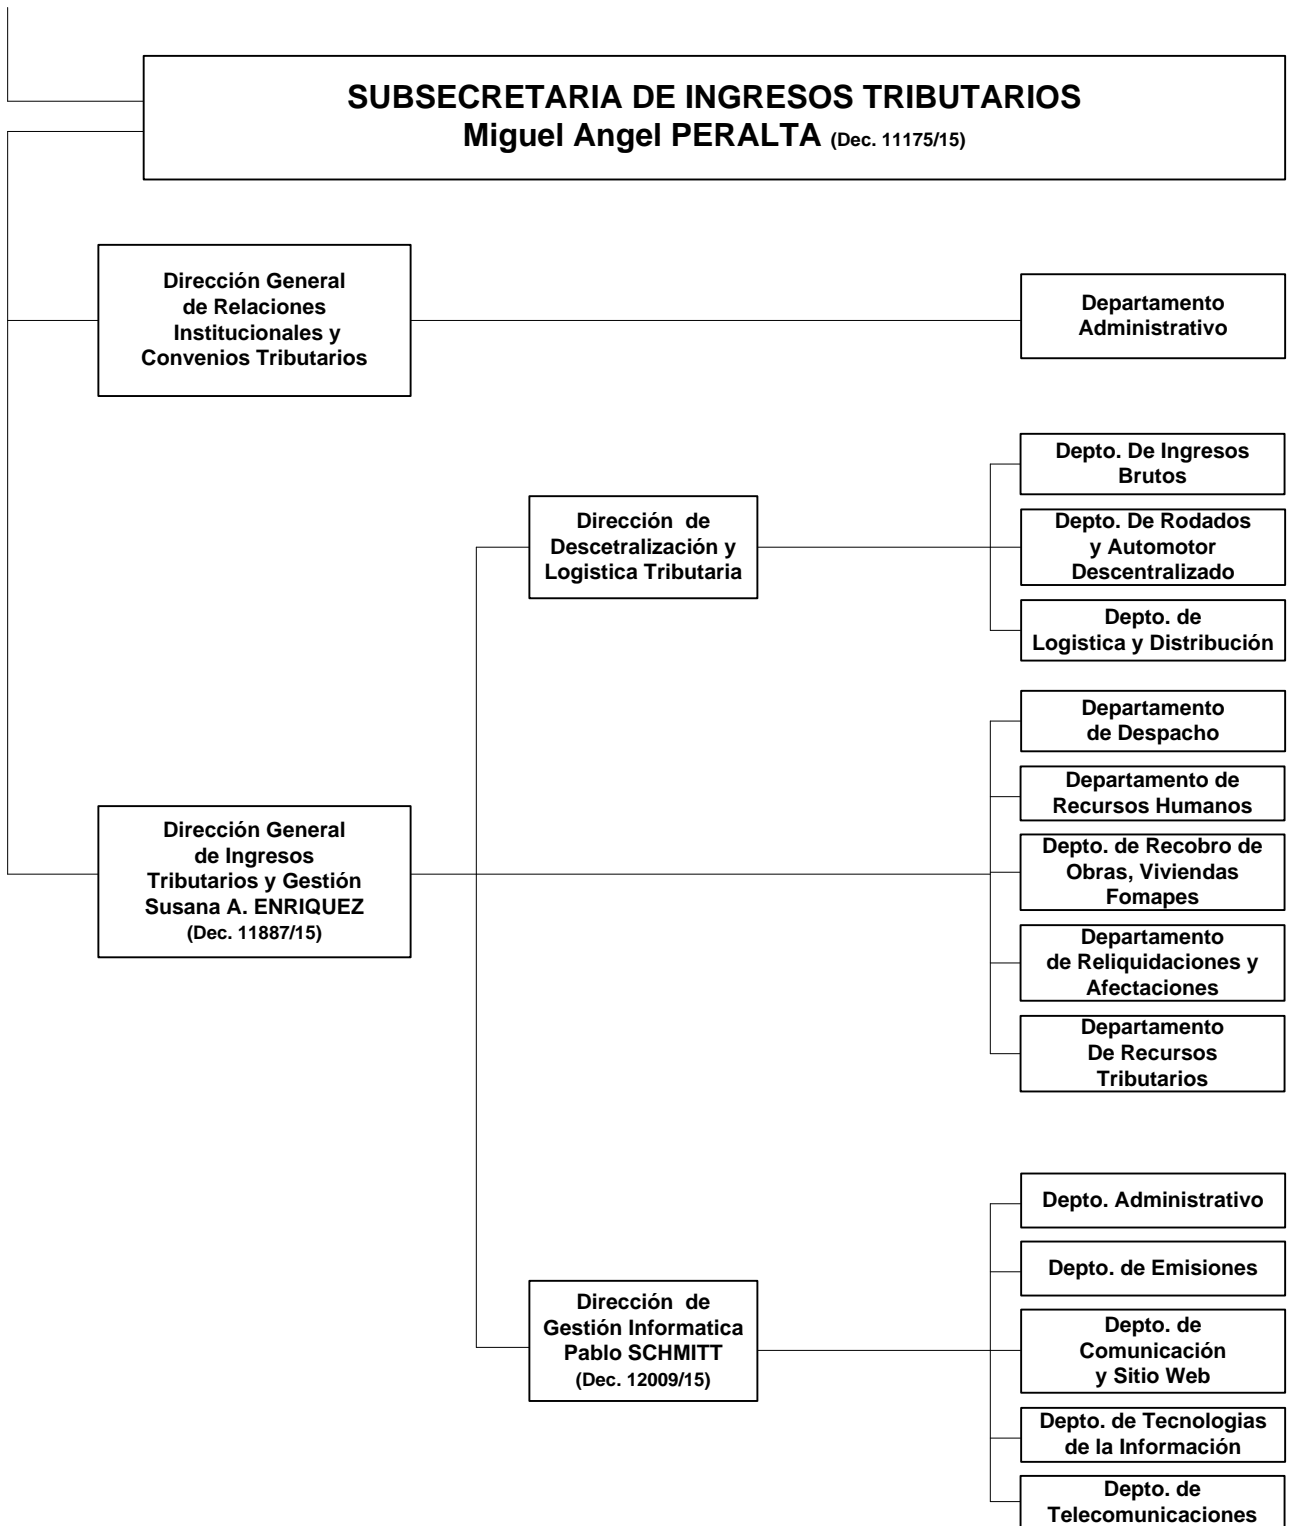 SUBSECRETARIA DE INGRESOS TRIBUTARIOS
Miguel Angel PERALTA (Dec. 11175/15)
Dirección General
de Relaciones
Institucionales y
Convenios Tributarios
Departamento
Administrativo
Depto. De Ingresos
Brutos
Dirección de
Descetralización y
Logistica Tributaria
Depto. De Rodados
y Automotor
Descentralizado
Depto. de
Logistica y Distribución
Departamento
de Despacho
Departamento de
Recursos Humanos
Dirección General
de Ingresos
Tributarios y Gestión
Susana A. ENRIQUEZ
(Dec. 11887/15)
Depto. de Recobro de
Obras, Viviendas
Fomapes
Departamento
de Reliquidaciones y
Afectaciones
Departamento
De Recursos
Tributarios
Depto. Administrativo
Depto. de Emisiones
Dirección de
Gestión Informatica
Pablo SCHMITT
(Dec. 12009/15)
Depto. de
Comunicación
y Sitio Web
Depto. de Tecnologias
de la Información
Depto. de
Telecomunicaciones